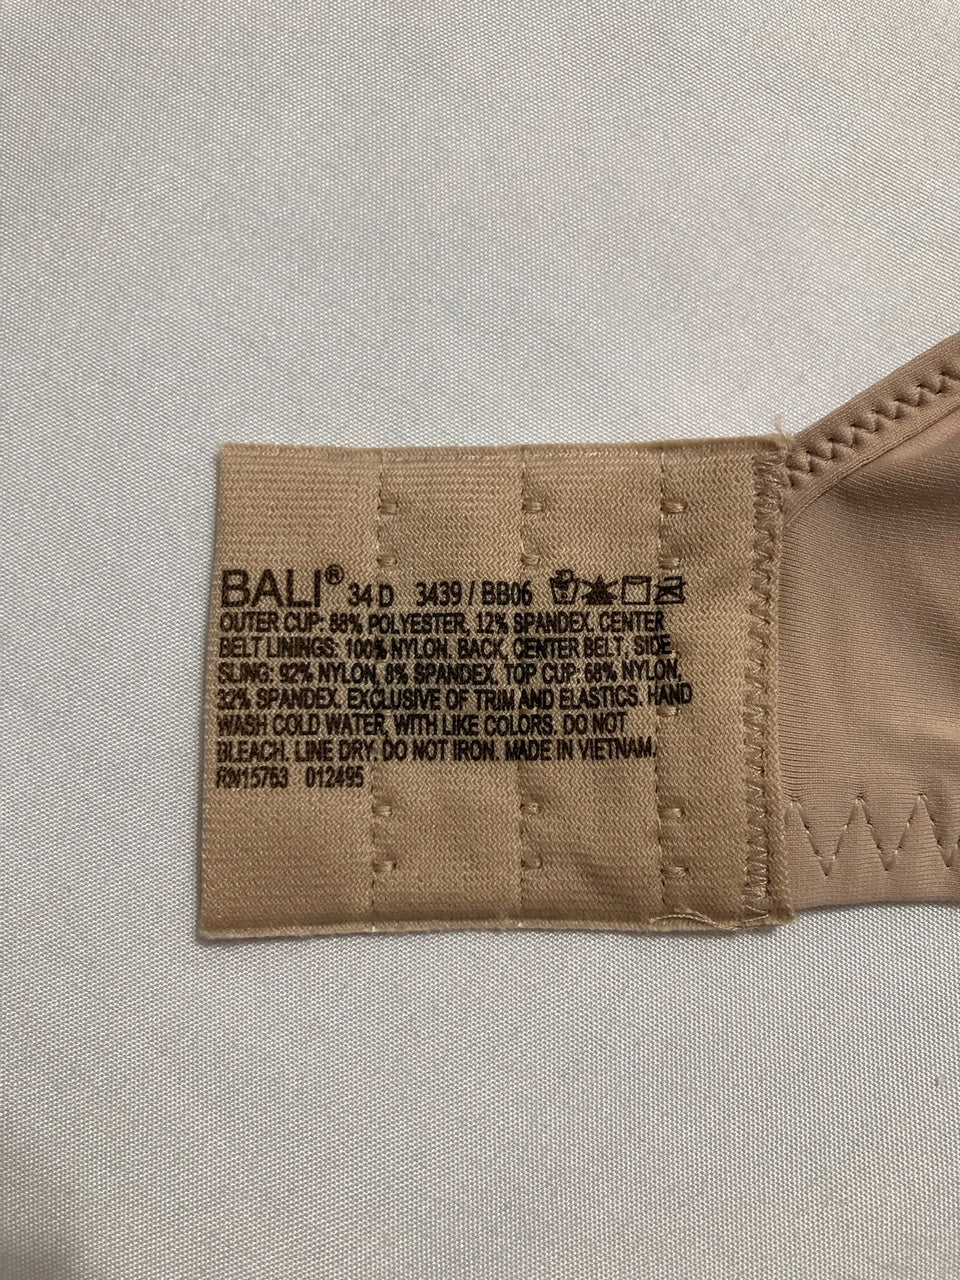 BALI® 34 D 3439 / BB06
OUTER CUP: 88% POLYESTER, 12% SPANDEX. CENTER
BELT LININGS: 100% NYLON. BACK, CENTER BELT, SIDE
SLING: 92% NYLON, 8% SPANDEX. TOP CUP: 68% NYLON,
32% SPANDEX. EXCLUSIVE OF TRIM AND ELASTICS. HAND
WASH COLD WATER, WITH LIKE COLORS. DO NOT
BLEACH. LINE DRY. DO NOT IRON. MADE IN VIETNAM.
RN15763 012495